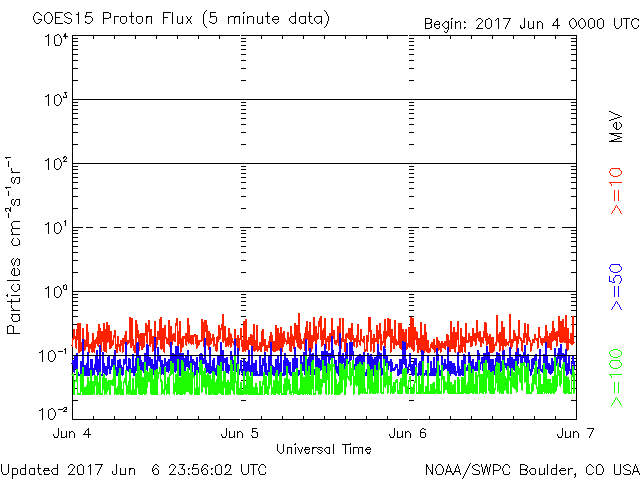 GOES15 Proton Flux (5 minute data)
Begin: 2017 Jun 4 0000 UTC
Particles cm⁻²s⁻¹sr⁻¹
10⁴
10³
10²
10¹
10⁰
10⁻¹
10⁻²
Jun 4
Jun 5
Jun 6
Jun 7
Universal Time
MeV
>=10
>=50
>=100
Updated 2017 Jun 6 23:56:02 UTC
NOAA/SWPC Boulder, CO USA